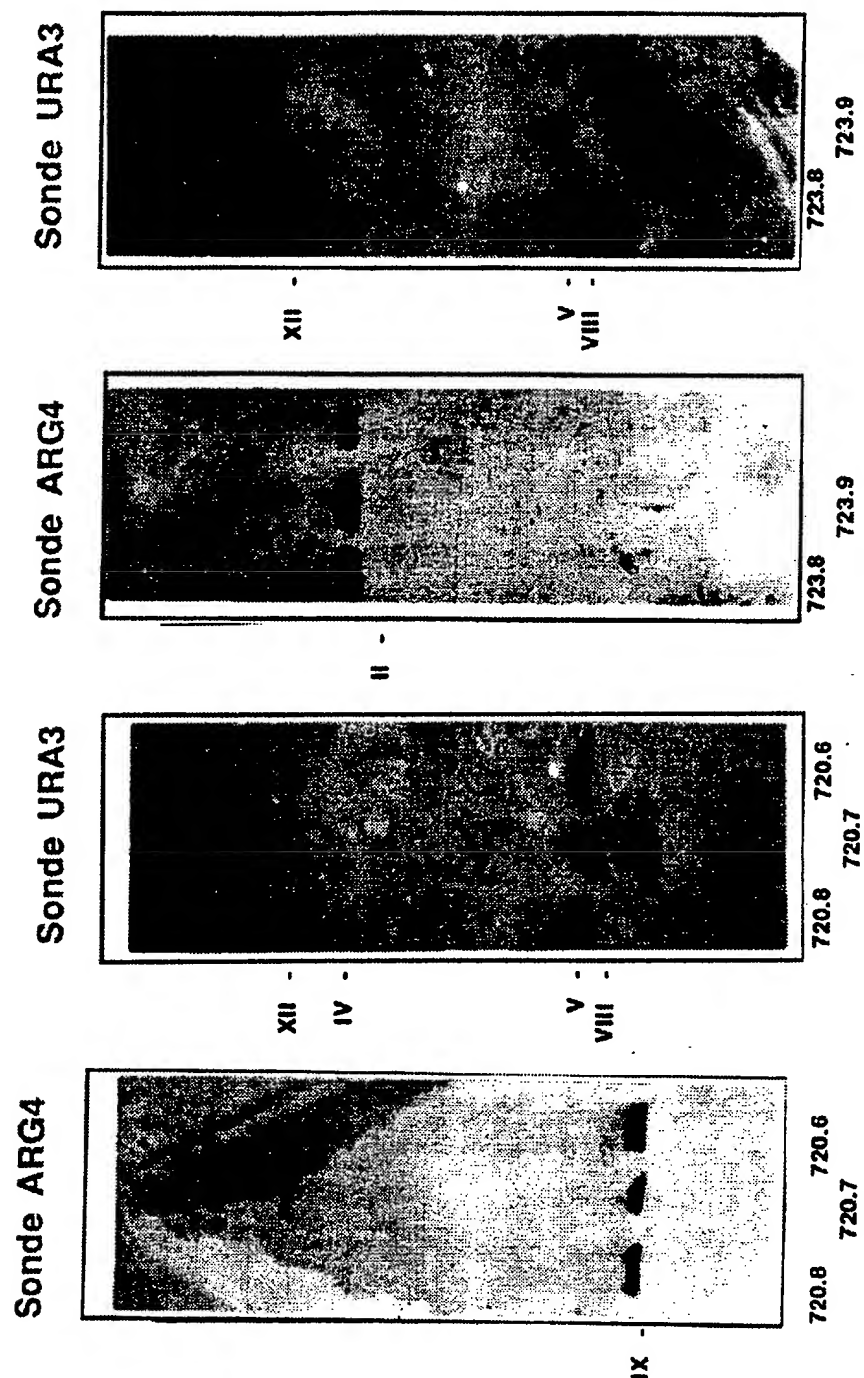 Sonde ARG4
IX -
720.8
720.7
720.6
Sonde URA3
XII -
IV -
V -
VIII -
720.8
720.7
720.6
Sonde ARG4
II -
723.8
723.9
Sonde URA3
XII -
V -
VIII -
723.8
723.9